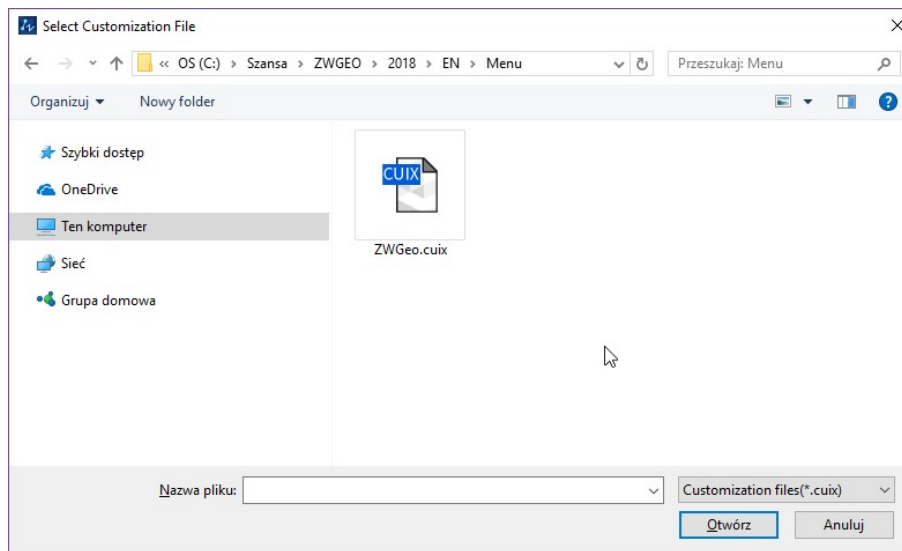 Select Customization File
« OS (C:) › Szansa › ZWGEO › 2018 › EN › Menu
Przeszukaj: Menu
Organizuj
Nowy folder
Szybki dostęp
OneDrive
Ten komputer
Sieć
Grupa domowa
CUIX
ZWGeo.cuix
Nazwa pliku:
Customization files(*.cuix)
Otwórz
Anuluj